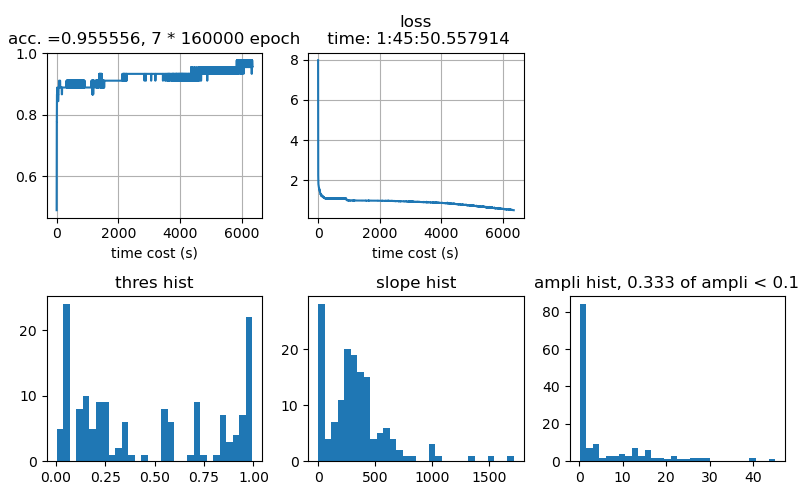 acc. =0.955556, 7 * 160000 epoch
loss
time: 1:45:50.557914
1.0
0.8
0.6
0 2000 4000 6000
time cost (s)
8
6
4
2
0 2000 4000 6000
time cost (s)
thres hist
slope hist
ampli hist, 0.333 of ampli < 0.1
20
10
0
0.00 0.25 0.50 0.75 1.00
20
10
0
0 500 1000 1500
80
60
40
20
0
0 10 20 30 40